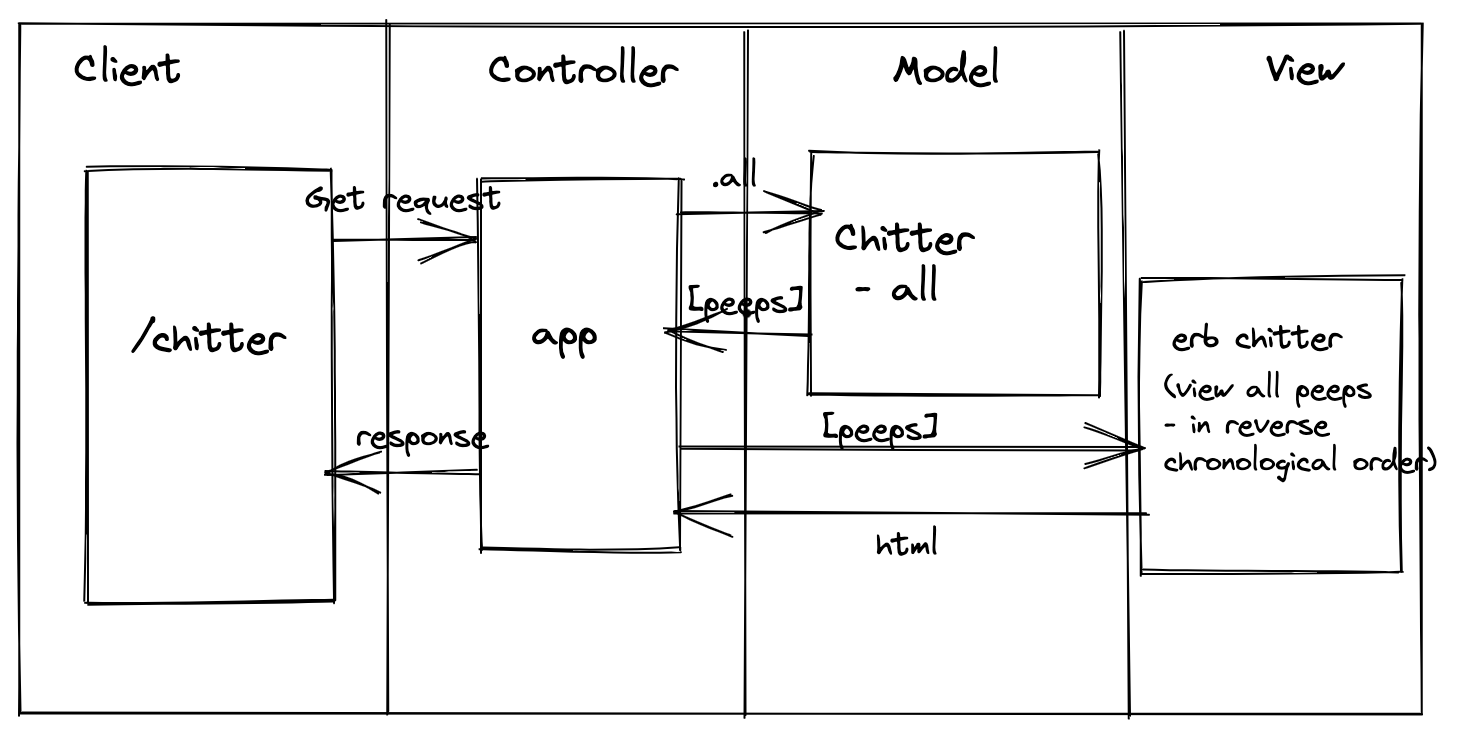 Client
Controller
Model
View
Get request
.all
Chitter
- all
[peeps]
/chitter
app
erb chitter
(view all peeps
- in reverse
chronological order)
response
[peeps]
html